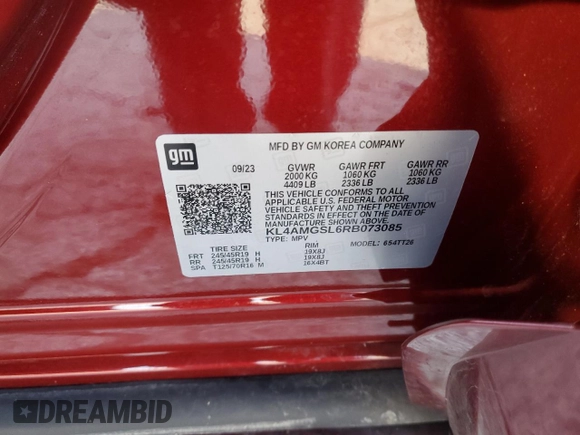 gm
MFD BY GM KOREA COMPANY
09/23 GVWR GAWR FRT GAWR RR
2000 KG 1060 KG 1060 KG
4409 LB 2336 LB 2336 LB
THIS VEHICLE CONFORMS TO ALL
APPLICABLE U.S. FEDERAL MOTOR
VEHICLE SAFETY AND THEFT PREVENTION
STANDARDS IN EFFECT ON THE DATE OF
MANUFACTURE SHOWN ABOVE.
KL4AMGSL6RB073085
TYPE: MPV MODEL: 654TT26
TIRE SIZE RIM
FRT 245/45R19 H 19X8J
RR 245/45R19 H 19X8J
SPA T125/70R16 M 16X4BT
DREAMBID